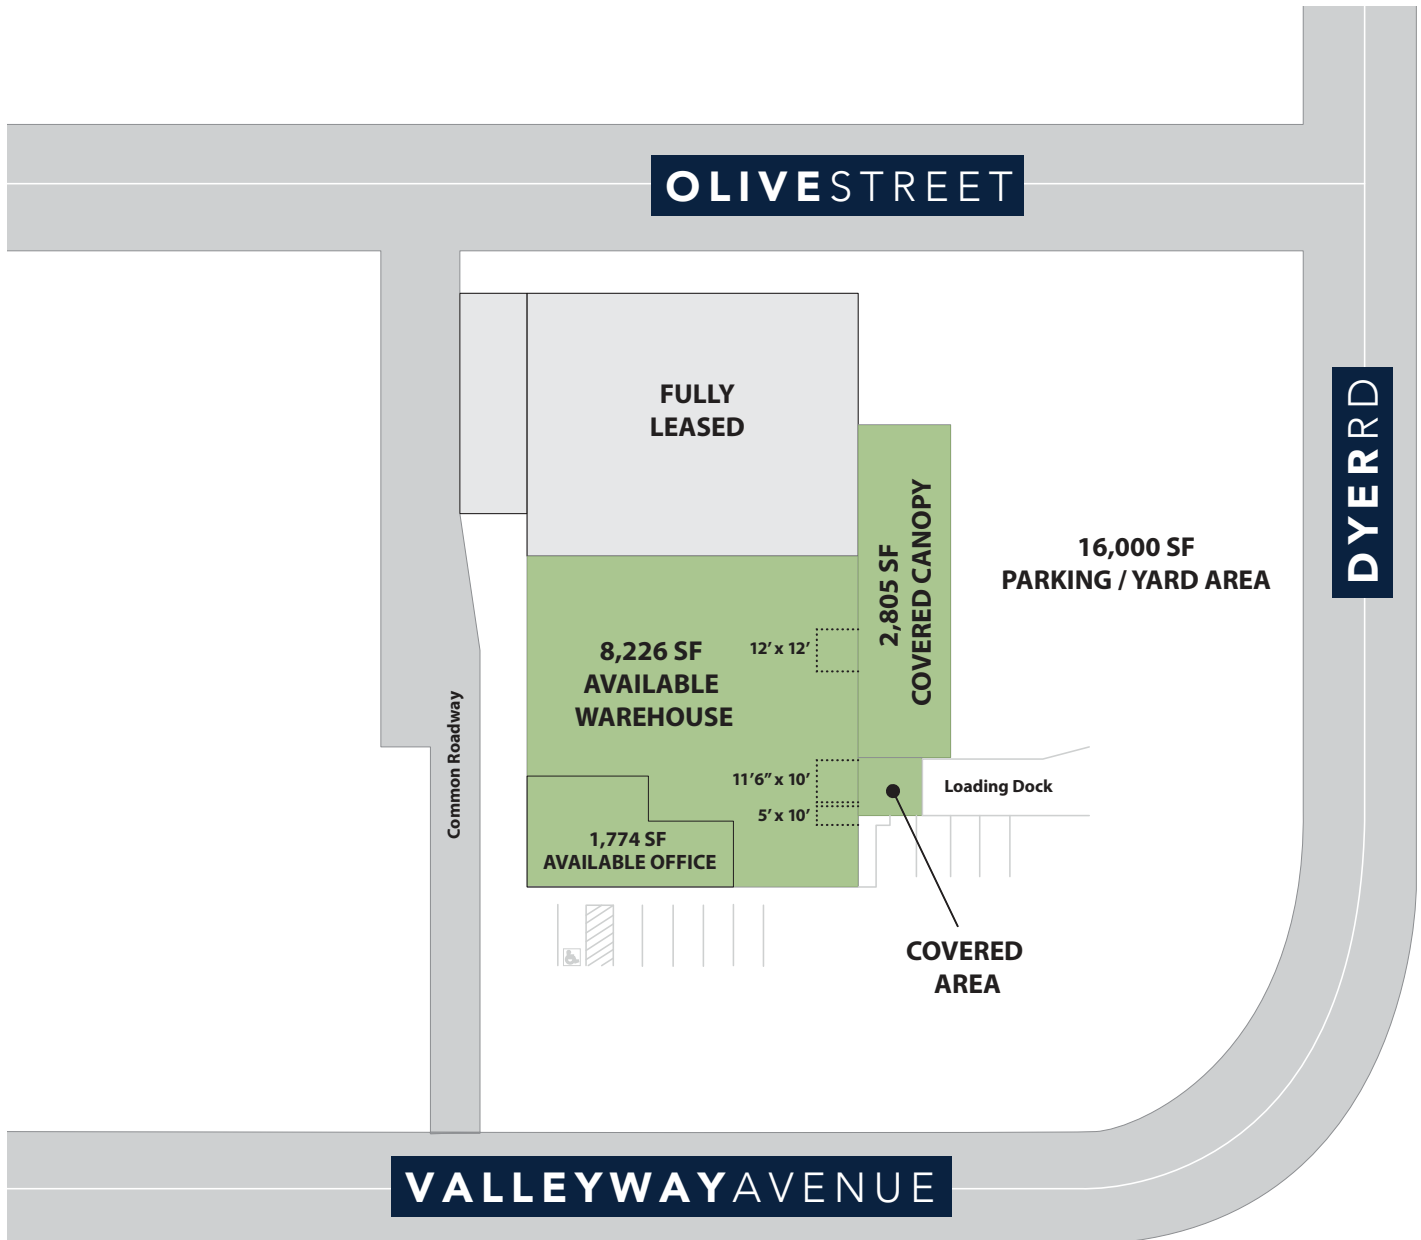 OLIVESTREET
FULLY
LEASED
DYERRD
2,805 SF
COVERED CANOPY
16,000 SF
PARKING / YARD AREA
8,226 SF
AVAILABLE
WAREHOUSE
12’ x 12’
Common Roadway
11’6” x 10’
Loading Dock
5’ x 10’
1,774 SF
AVAILABLE OFFICE
COVERED
AREA
VALLEYWAYAVENUE